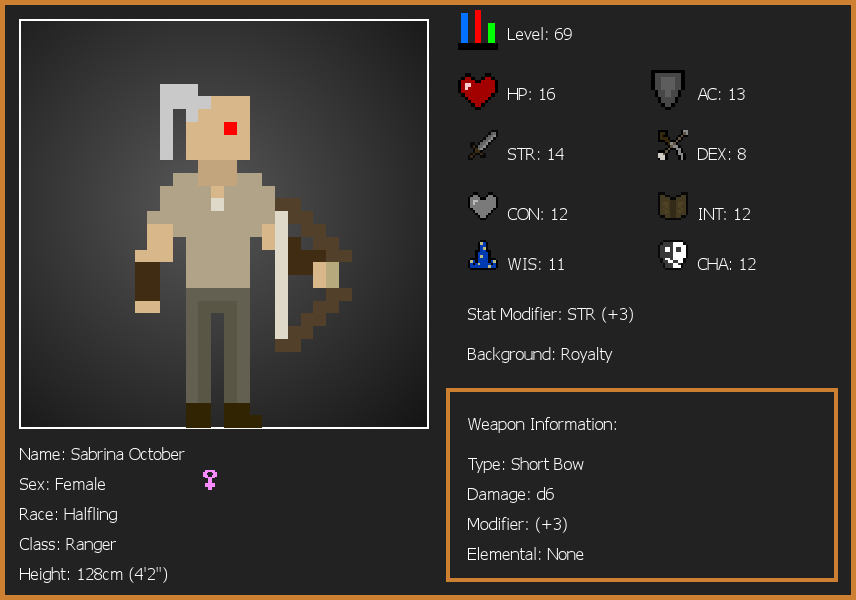 Level: 69
HP: 16
AC: 13
STR: 14
DEX: 8
CON: 12
INT: 12
WIS: 11
CHA: 12
Stat Modifier: STR (+3)
Background: Royalty
Weapon Information:
Type: Short Bow
Damage: d6
Modifier: (+3)
Elemental: None
Name: Sabrina October
Sex: Female
Race: Halfling
Class: Ranger
Height: 128cm (4'2")